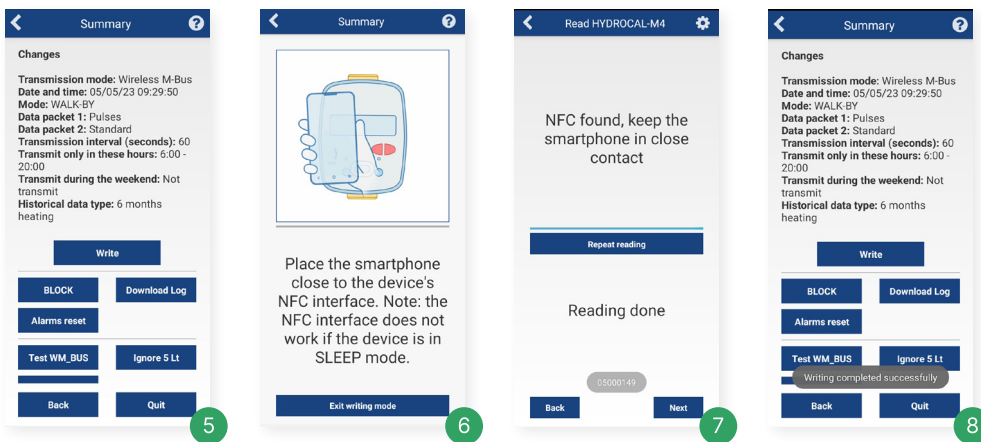 Summary
?
Changes
Transmission mode: Wireless M-Bus
Date and time: 05/05/23 09:29:50
Mode: WALK-BY
Data packet 1: Pulses
Data packet 2: Standard
Transmission interval (seconds): 60
Transmit only in these hours: 6:00 -
20:00
Transmit during the weekend: Not
transmit
Historical data type: 6 months
heating
Write
BLOCK
Download Log
Alarms reset
Test WM_BUS
Ignore 5 Lt
Back
Quit
5
Summary
?
Place the smartphone
close to the device's
NFC interface. Note: the
NFC interface does not
work if the device is in
SLEEP mode.
Exit writing mode
6
Read HYDROCAL-M4
NFC found, keep the
smartphone in close
contact
Repeat reading
Reading done
05000149
Back
Next
7
Summary
?
Changes
Transmission mode: Wireless M-Bus
Date and time: 05/05/23 09:29:50
Mode: WALK-BY
Data packet 1: Pulses
Data packet 2: Standard
Transmission interval (seconds): 60
Transmit only in these hours: 6:00 -
20:00
Transmit during the weekend: Not
transmit
Historical data type: 6 months
heating
Write
BLOCK
Download Log
Alarms reset
Test WM_BUS
Ignore 5 Lt
Writing completed successfully
Back
Quit
8